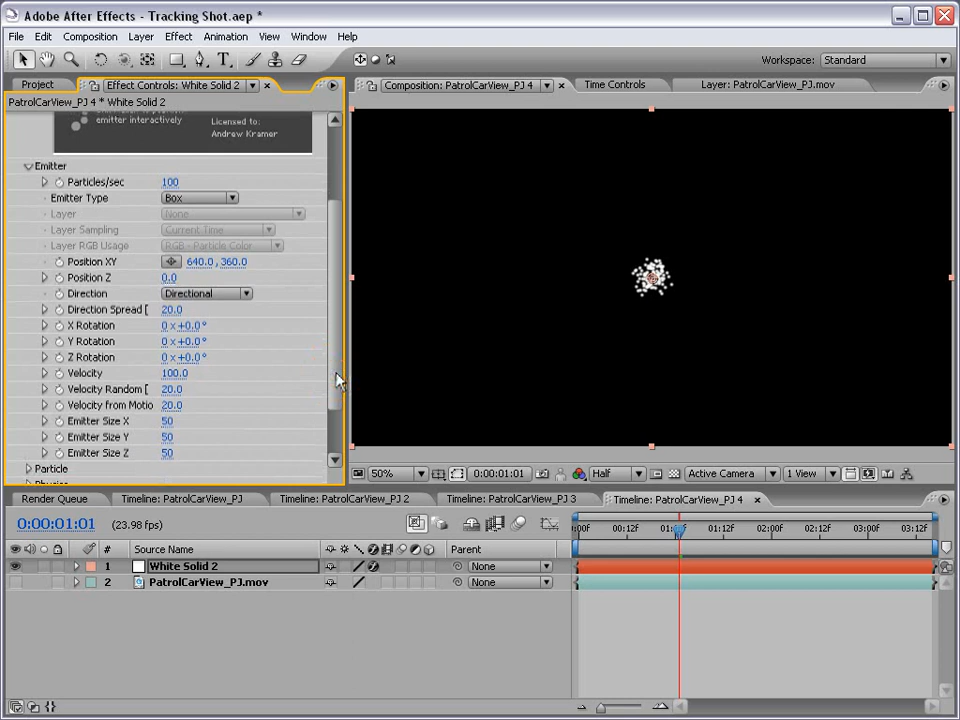 Adobe After Effects - Tracking Shot.aep *
File Edit Composition Layer Effect Animation View Window Help
Workspace: Standard
Project Effect Controls: White Solid 2 Composition: PatrolCarView_PJ 4 Time Controls Layer: PatrolCarView_PJ.mov
PatrolCarView_PJ 4 * White Solid 2
emitter interactively
Licensed to:
Andrew Kramer
Emitter
Particles/sec 100
Emitter Type Box
Layer None
Layer Sampling Current Time
Layer RGB Usage RGB - Particle Color
Position XY 640.0, 360.0
Position Z 0.0
Direction Directional
Direction Spread [ 20.0
X Rotation 0 x +0.0 °
Y Rotation 0 x +0.0 °
Z Rotation 0 x +0.0 °
Velocity 100.0
Velocity Random [ 20.0
Velocity from Motio 20.0
Emitter Size X 50
Emitter Size Y 50
Emitter Size Z 50
Particle
50% 0:00:01:01 Half Active Camera 1 View
Render Queue Timeline: PatrolCarView_PJ Timeline: PatrolCarView_PJ 2 Timeline: PatrolCarView_PJ 3 Timeline: PatrolCarView_PJ 4
0:00:01:01 (23.98 fps)
:00f 00:12f 01:00f 01:12f 02:00f 02:12f 03:00f 03:12f
# Source Name Parent
1 White Solid 2 None
2 PatrolCarView_PJ.mov None